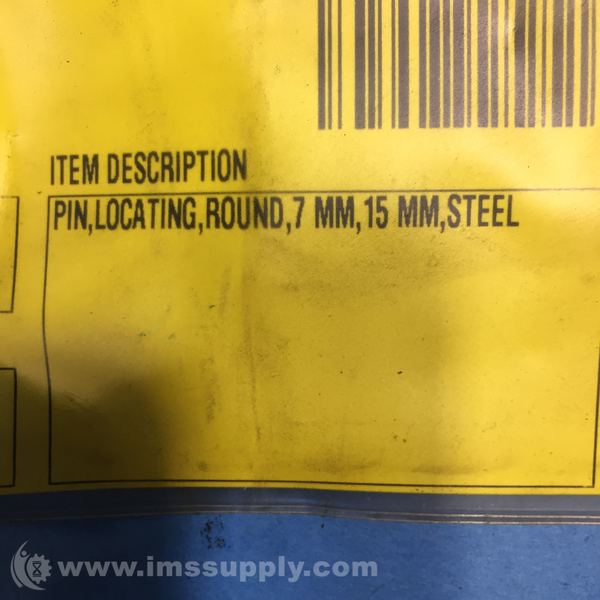 ITEM DESCRIPTION
PIN,LOCATING,ROUND,7 MM,15 MM,STEEL
www.imssupply.com